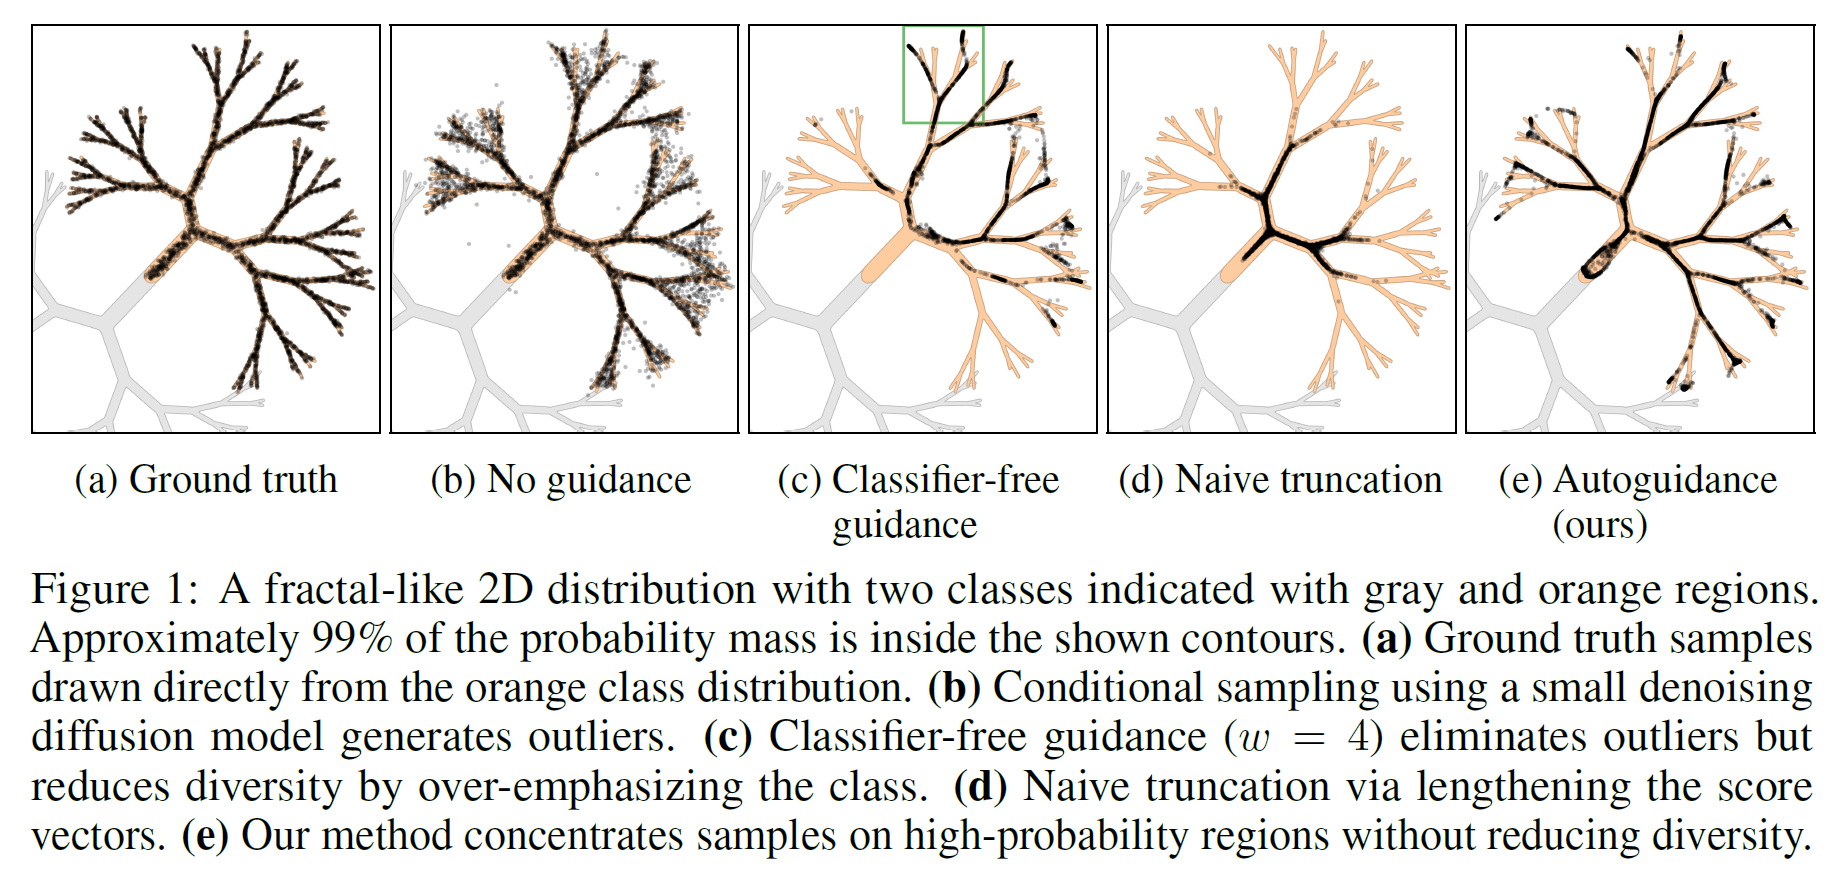 (a) Ground truth
(b) No guidance
(c) Classifier-free
guidance
(d) Naive truncation
(e) Autoguidance
(ours)
Figure 1: A fractal-like 2D distribution with two classes indicated with gray and orange regions.
Approximately 99% of the probability mass is inside the shown contours. (a) Ground truth samples
drawn directly from the orange class distribution. (b) Conditional sampling using a small denoising
diffusion model generates outliers. (c) Classifier-free guidance (w = 4) eliminates outliers but
reduces diversity by over-emphasizing the class. (d) Naive truncation via lengthening the score
vectors. (e) Our method concentrates samples on high-probability regions without reducing diversity.